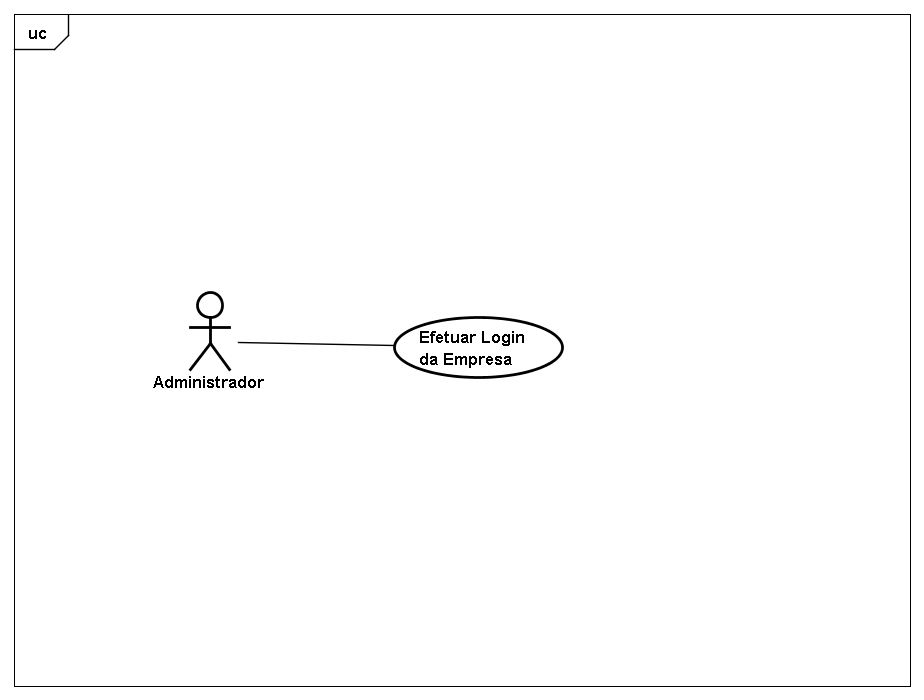 uc
Efetuar Login
da Empresa
Administrador